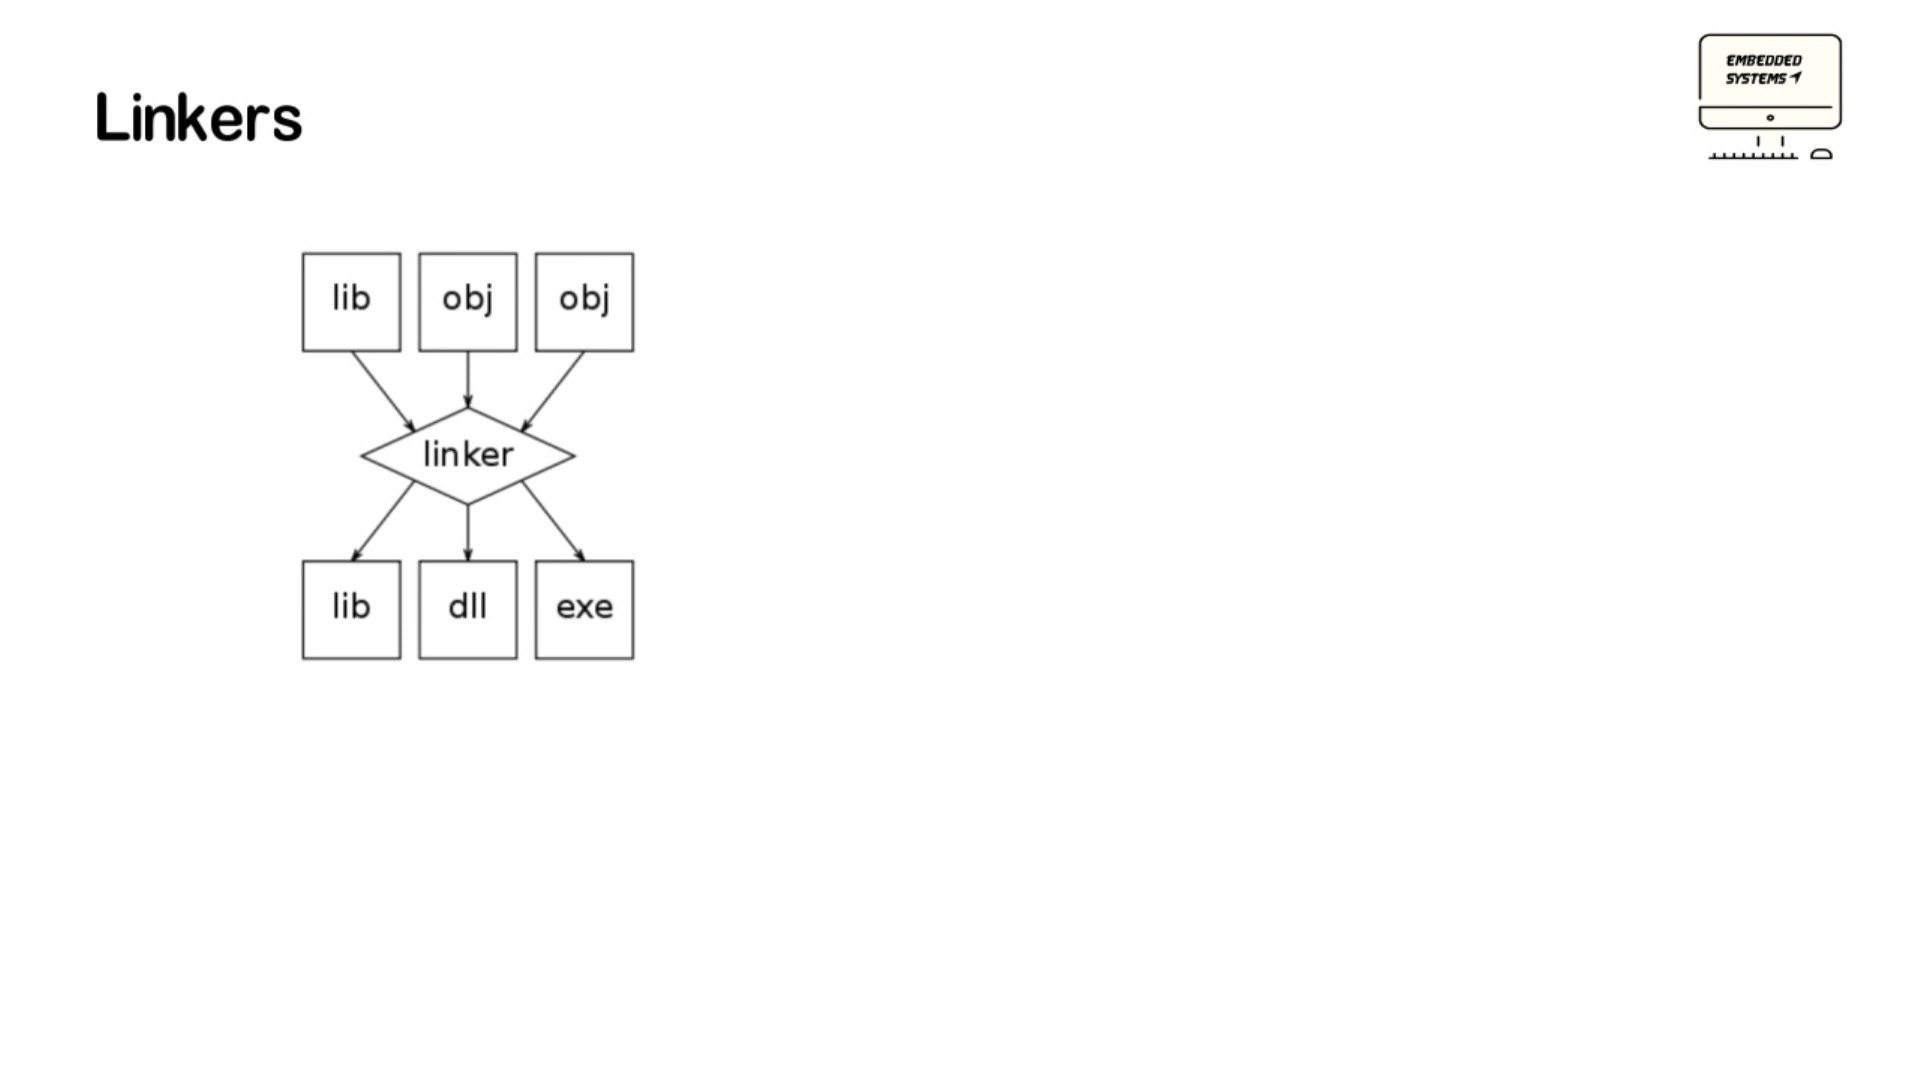 Linkers
EMBEDDED
SYSTEMS
lib obj obj
linker
lib dll exe